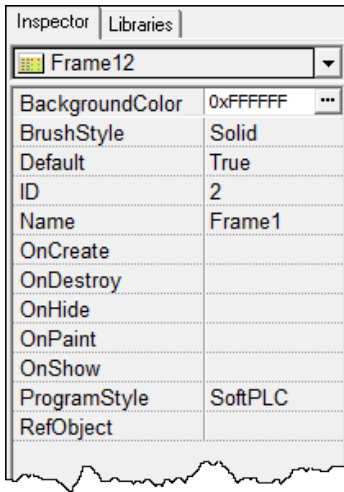 Inspector Libraries
Frame12
BackgroundColor 0xFFFFFF ...
BrushStyle Solid
Default True
ID 2
Name Frame1
OnCreate
OnDestroy
OnHide
OnPaint
OnShow
ProgramStyle SoftPLC
RefObject